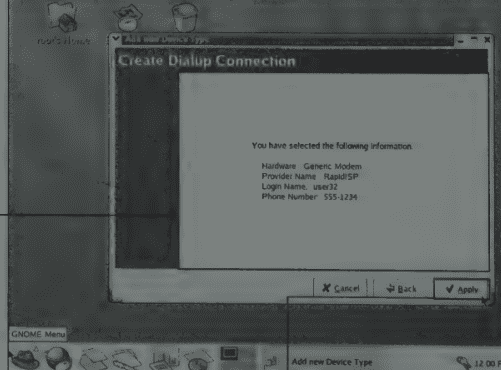 root's Home
Add new Device Type
Create Dialup Connection
You have selected the following information
Hardware Generic Modem
Provider Name RapidISP
Login Name. user32
Phone Number 555-1234
Cancel
Back
Apply
GNOME Menu
Add new Device Type
12 00